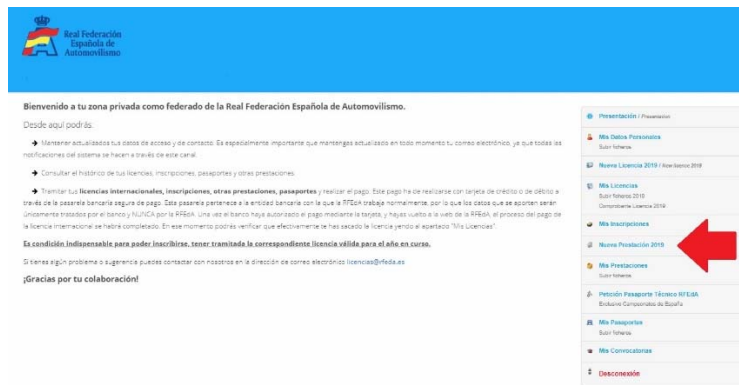 Real Federación
Española de
Automovilismo
Bienvenido a tu zona privada como federado de la Real Federación Española de Automovilismo.
Desde aquí podrás:
➔ Mantener actualizados tus datos de acceso y de contacto. Es especialmente importante que mantengas actualizado en todo momento tu correo electrónico, ya que todas las
notificaciones del sistema se hacen a través de este canal.
➔ Consultar el histórico de tus licencias, inscripciones, pasaportes y otras prestaciones.
➔ Tramitar tus licencias internacionales, inscripciones, otras prestaciones, pasaportes y realizar el pago. Este pago ha de realizarse con tarjeta de crédito o de débito a
través de la pasarela bancaria segura de pago. Esta pasarela pertenece a la entidad bancaria con la que la RFEdA trabaja normalmente, por lo que los datos que se aporten serán
únicamente tratados por el banco y NUNCA por la RFEdA. Una vez el banco haya autorizado el pago mediante la tarjeta, y hayas vuelto a la web de la RFEdA, el proceso del pago de
la licencia internacional se habrá completado. En ese momento podrás verificar que efectivamente se has sacado la licencia yendo al apartado "Mis Licencias".
Es condición indispensable para poder inscribirse, tener tramitada la correspondiente licencia válida para el año en curso.
Si tienes algún problema o sugerencia puedes contactar con nosotros en la dirección de correo electrónico licencias@rfeda.es
¡Gracias por tu colaboración!
Presentación / Presentation
Mis Datos Personales
Subir ficheros
Nueva Licencia 2019 / New licence 2019
Mis Licencias
Subir ficheros 2019
Comprobante Licencia 2019
Mis Inscripciones
Nueva Prestación 2019
Mis Prestaciones
Subir ficheros
Petición Pasaporte Técnico RFEdA
Exclusivo Campeonatos de España
Mis Pasaportes
Subir ficheros
Mis Convocatorias
Desconexión